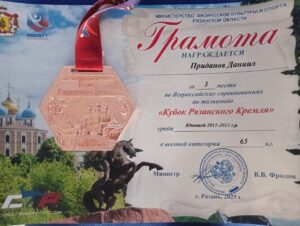 МИНИСТЕРСТВО ФИЗИЧЕСКОЙ КУЛЬТУРЫ И СПОРТА
РЯЗАНСКОЙ ОБЛАСТИ
Грамота
НАГРАЖДАЕТСЯ
Приданов Даниил
за 3 место
во Всероссийских соревнованиях
по тхэквондо
«Кубок Рязанского Кремля»
среди Юношей 2011-2013 г.р.
в весовой категории 65 кг.
Министр В.В. Фролов
г. Рязань, 2025 г.